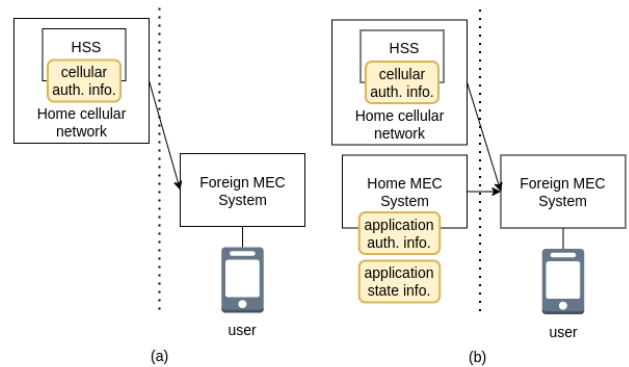 HSS
cellular
auth. info.
Home cellular
network
Foreign MEC
System
user
(a)
HSS
cellular
auth. info.
Home cellular
network
Home MEC
System
application
auth. info.
application
state info.
Foreign MEC
System
user
(b)